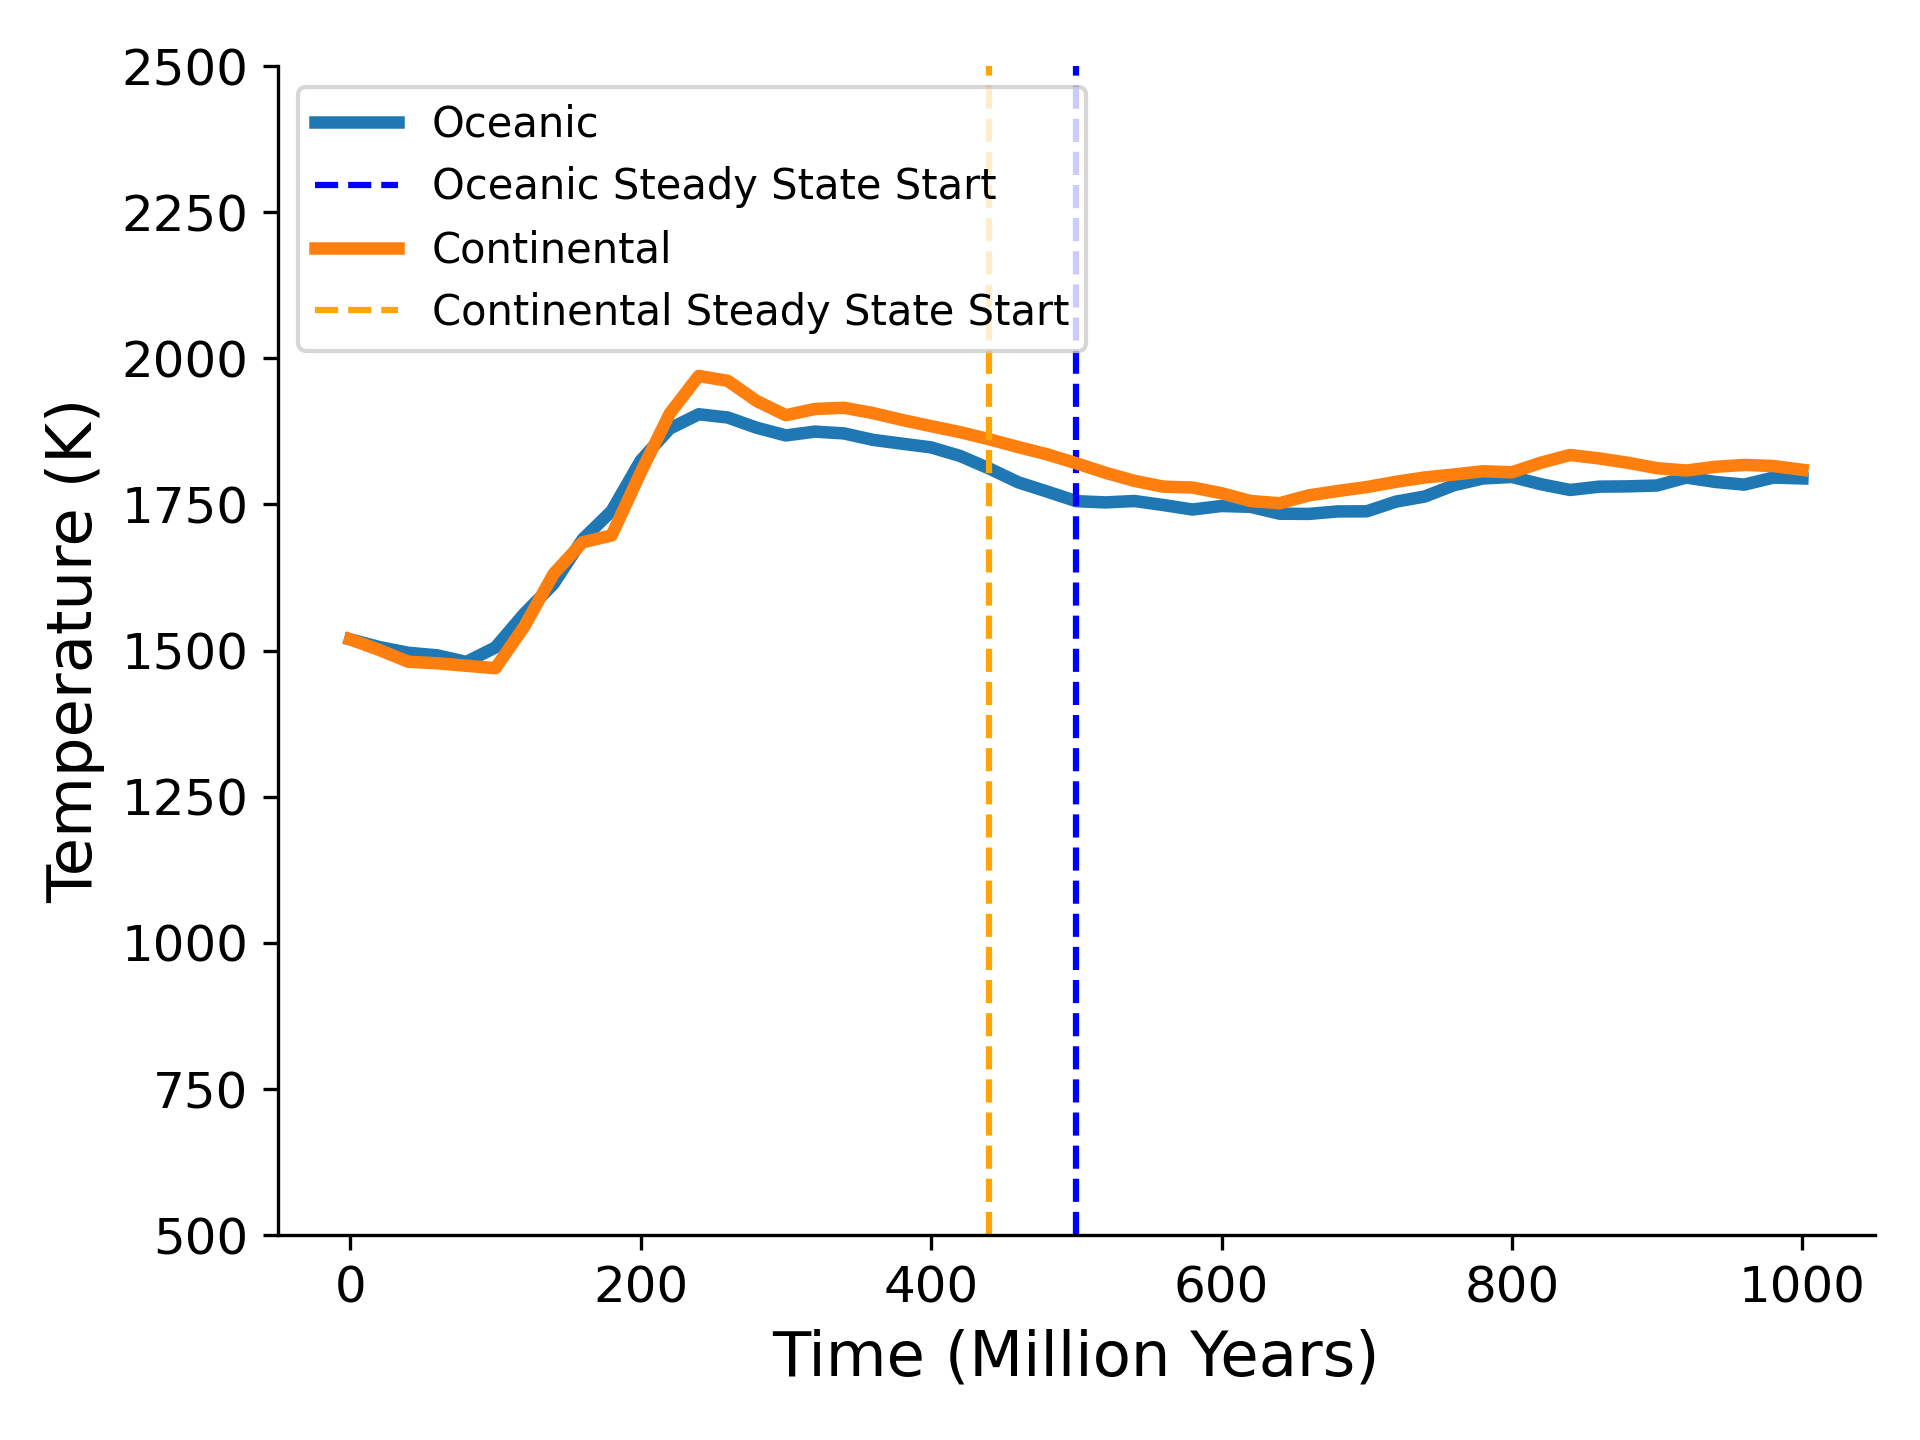 2500
2250
2000
1750
1500
1250
1000
750
500
Temperature (K)
Oceanic
Oceanic Steady State Start
Continental
Continental Steady State Start
0 200 400 600 800 1000
Time (Million Years)